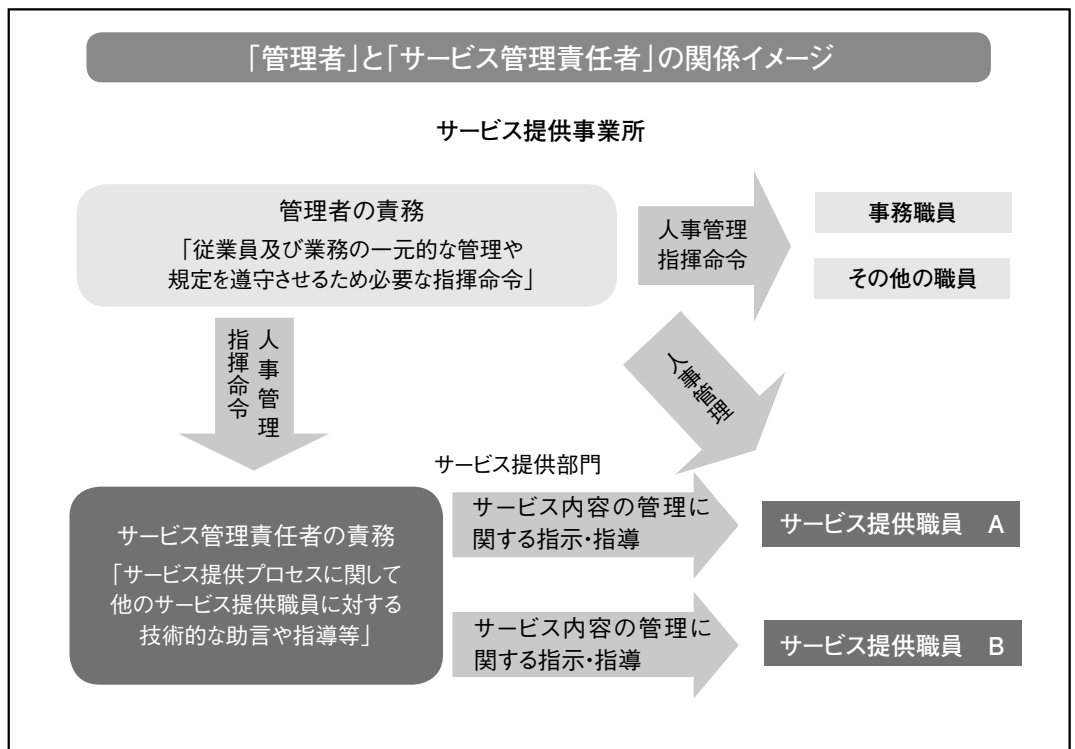 「管理者」と「サービス管理責任者」の関係イメージ
サービス提供事業所
管理者の責務
「従業員及び業務の一元的な管理や
規定を遵守させるため必要な指揮命令」
人事管理
指揮命令
事務職員
その他の職員
人事管理
指揮命令
人事管理
サービス提供部門
サービス管理責任者の責務
「サービス提供プロセスに関して
他のサービス提供職員に対する
技術的な助言や指導等」
サービス内容の管理に
関する指示・指導
サービス提供職員　A
サービス内容の管理に
関する指示・指導
サービス提供職員　B